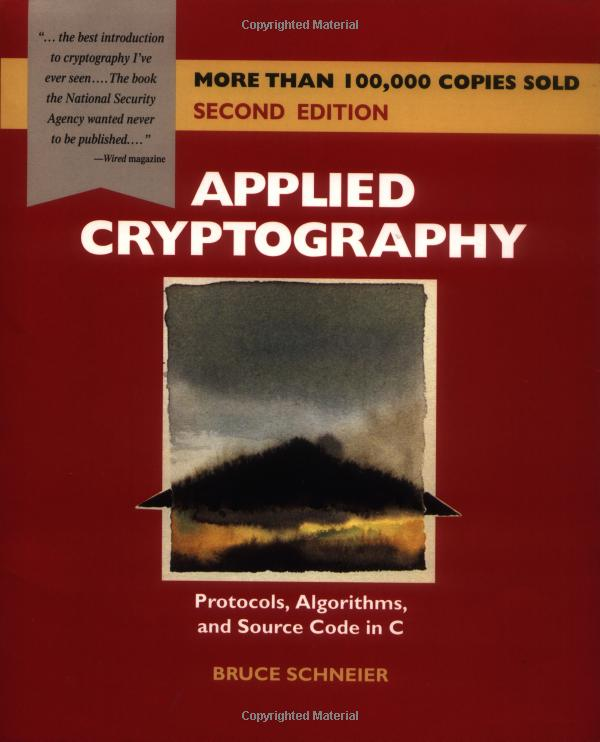 Copyrighted Material
"... the best introduction
to cryptography I've
ever seen.... The book
the National Security
Agency wanted never
to be published...."
—Wired magazine
MORE THAN 100,000 COPIES SOLD
SECOND EDITION
APPLIED
CRYPTOGRAPHY
Protocols, Algorithms,
and Source Code in C
BRUCE SCHNEIER
Copyrighted Material